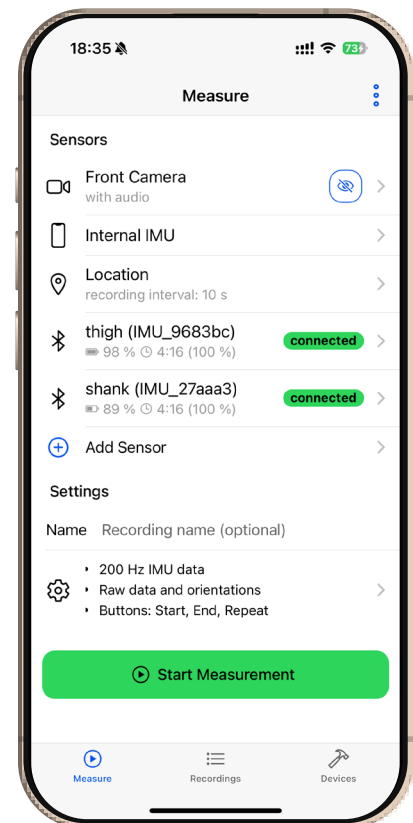 18:35
73
Measure
Sensors
Front Camera
with audio
Internal IMU
Location
recording interval: 10 s
thigh (IMU_9683bc)
98 % 4:16 (100 %)
connected
shank (IMU_27aaa3)
89 % 4:16 (100 %)
connected
Add Sensor
Settings
Name Recording name (optional)
• 200 Hz IMU data
• Raw data and orientations
• Buttons: Start, End, Repeat
Start Measurement
Measure Recordings Devices